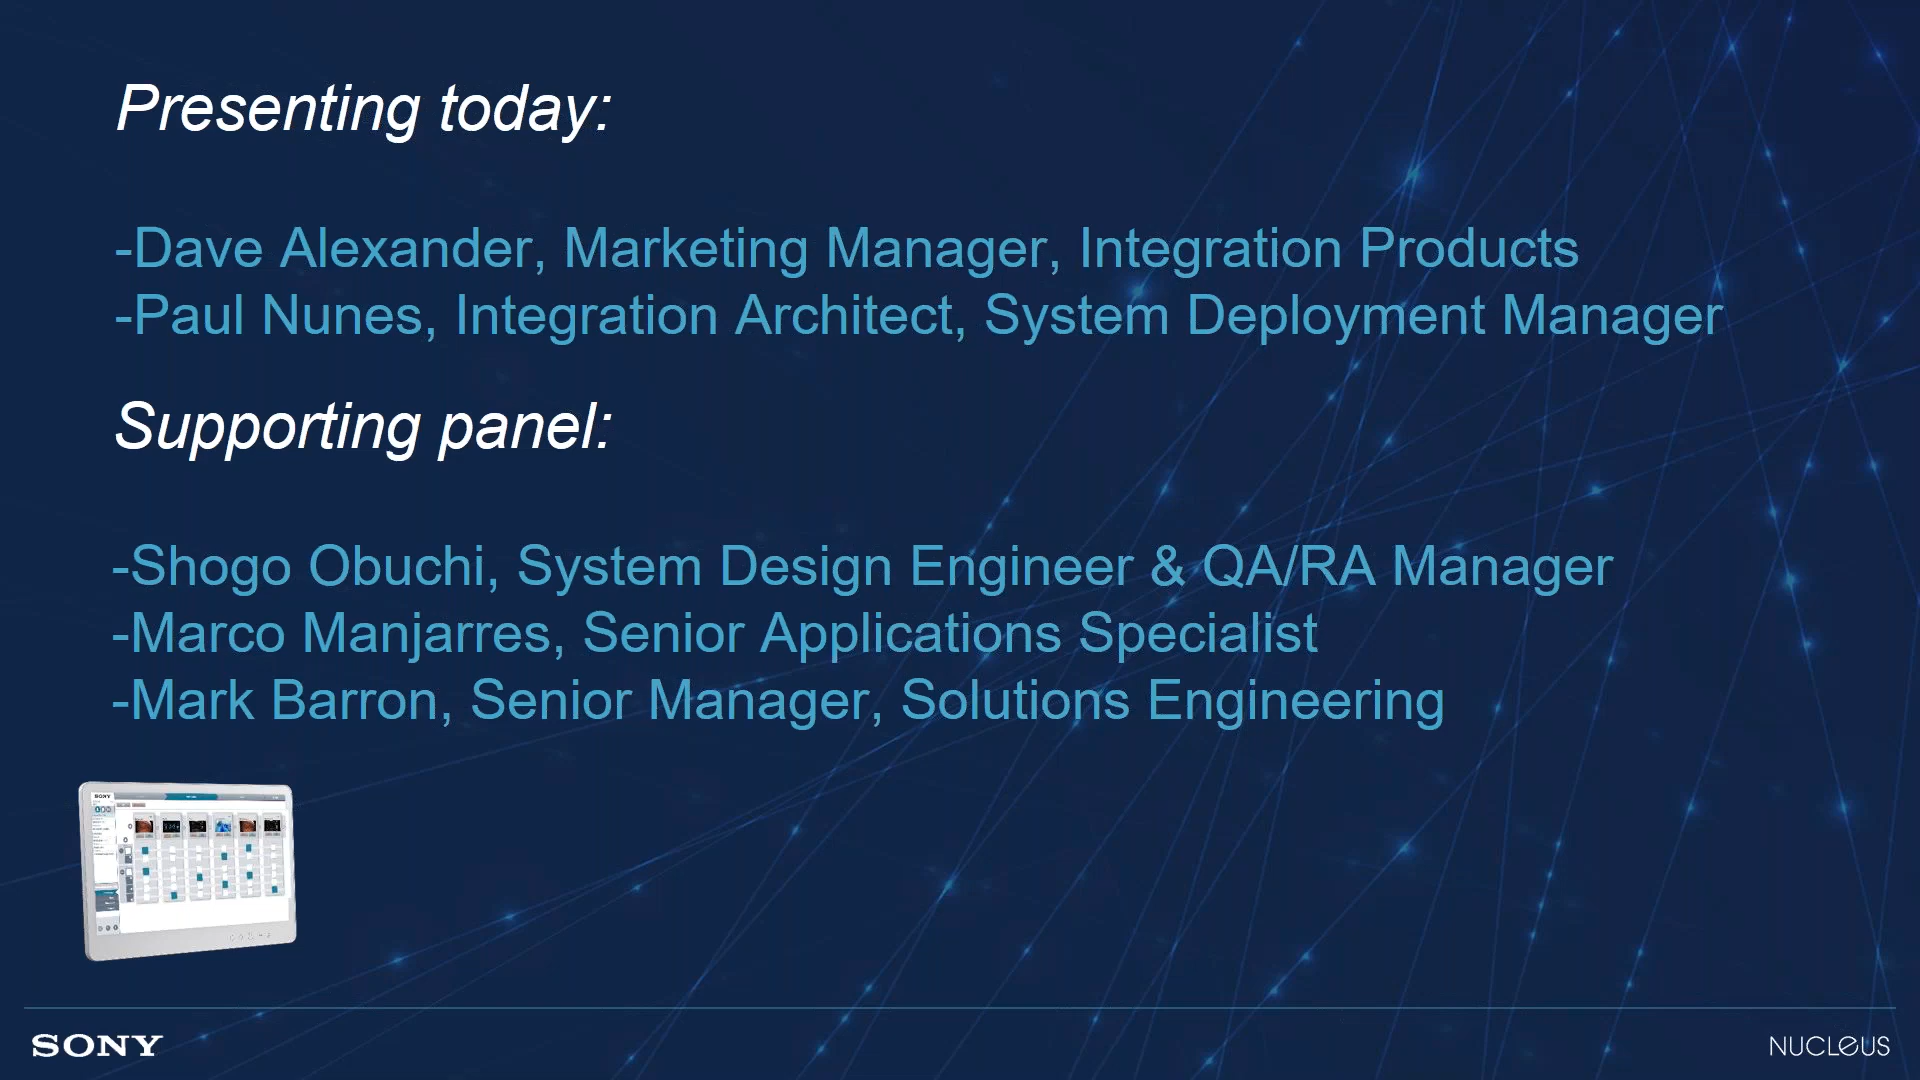 Presenting today:
-Dave Alexander, Marketing Manager, Integration Products
-Paul Nunes, Integration Architect, System Deployment Manager
Supporting panel:
-Shogo Obuchi, System Design Engineer & QA/RA Manager
-Marco Manjarres, Senior Applications Specialist
-Mark Barron, Senior Manager, Solutions Engineering
SONY
SONY
NUCLeUS